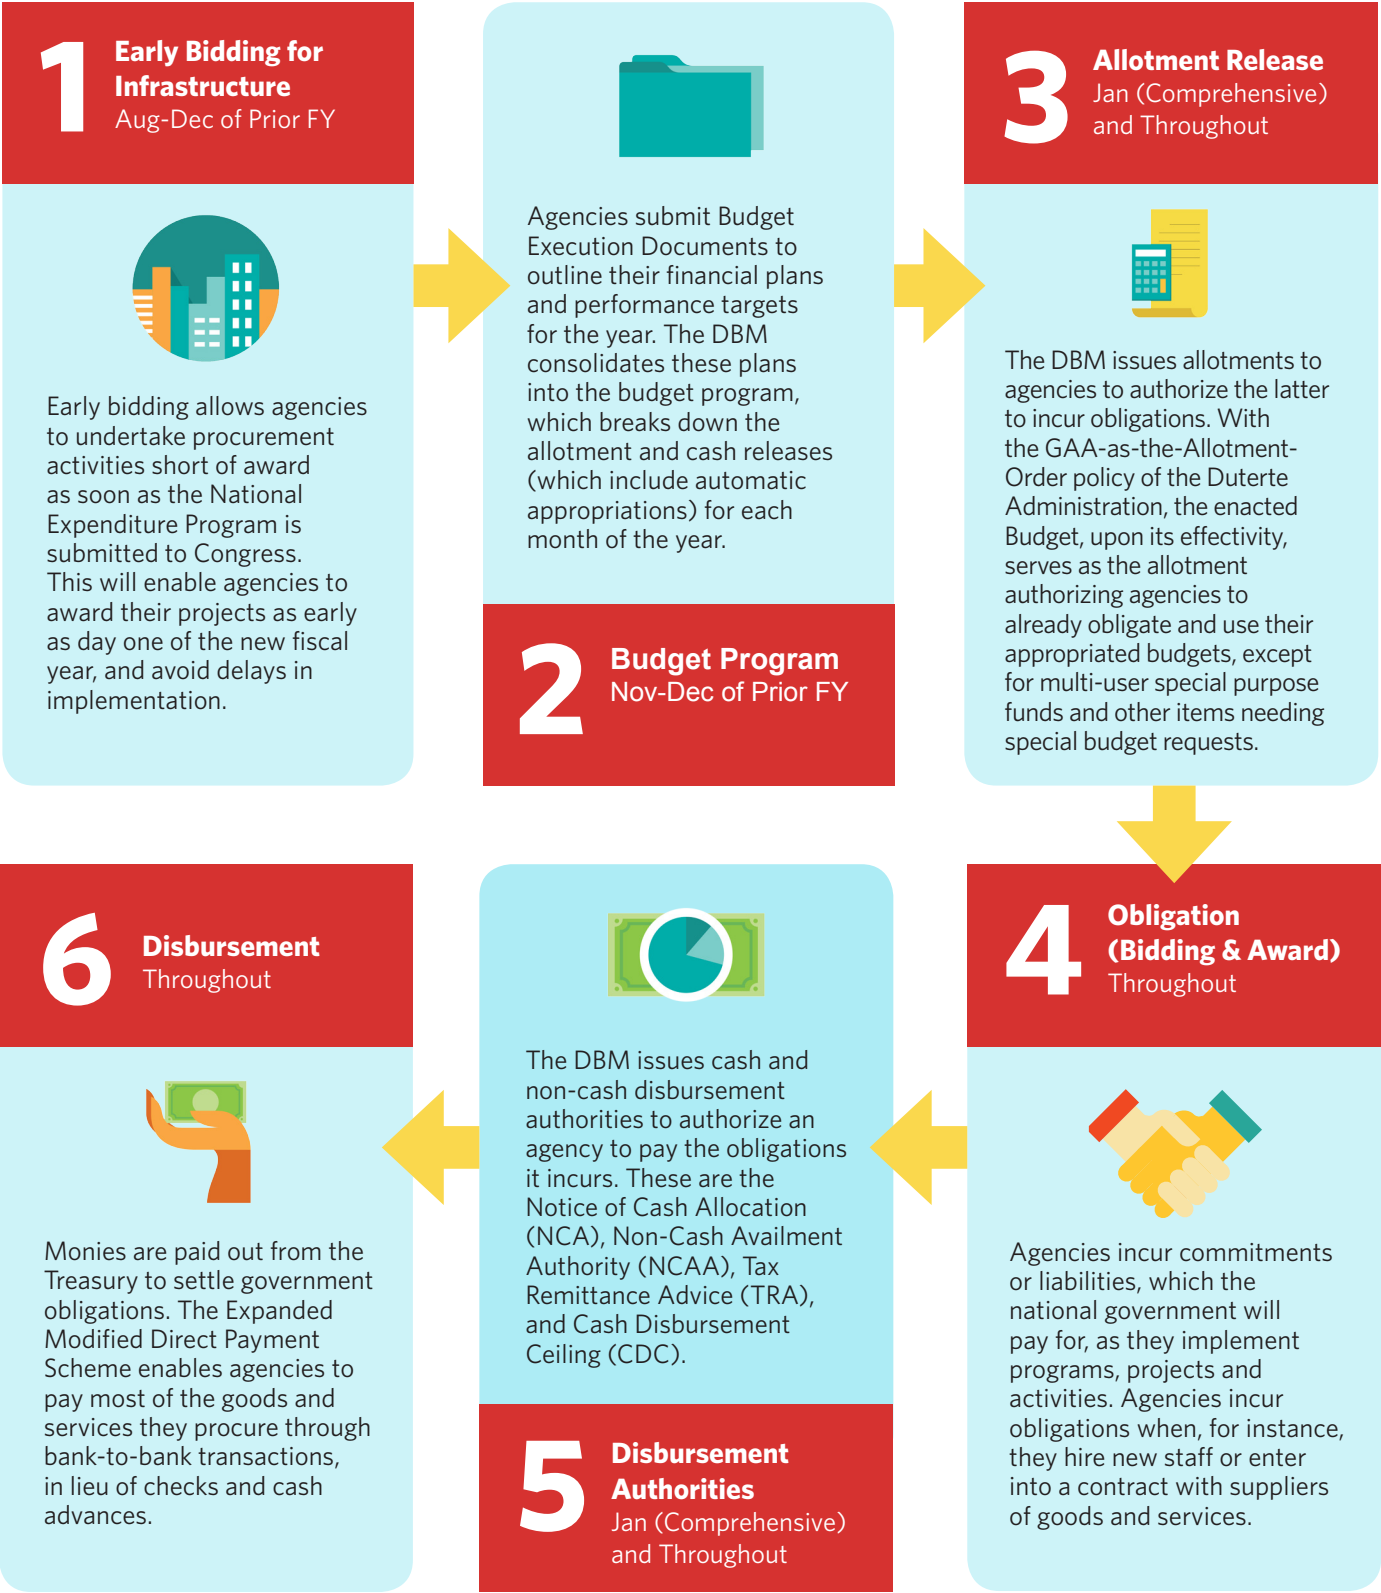 1
Early Bidding for
Infrastructure
Aug-Dec of Prior FY
Early bidding allows agencies
to undertake procurement
activities short of award
as soon as the National
Expenditure Program is
submitted to Congress.
This will enable agencies to
award their projects as early
as day one of the new fiscal
year, and avoid delays in
implementation.
Agencies submit Budget
Execution Documents to
outline their financial plans
and performance targets
for the year. The DBM
consolidates these plans
into the budget program,
which breaks down the
allotment and cash releases
(which include automatic
appropriations) for each
month of the year.
2
Budget Program
Nov-Dec of Prior FY
3
Allotment Release
Jan (Comprehensive)
and Throughout
The DBM issues allotments to
agencies to authorize the latter
to incur obligations. With
the GAA-as-the-Allotment-
Order policy of the Duterte
Administration, the enacted
Budget, upon its effectivity,
serves as the allotment
authorizing agencies to
already obligate and use their
appropriated budgets, except
for multi-user special purpose
funds and other items needing
special budget requests.
4
Obligation
(Bidding & Award)
Throughout
Agencies incur commitments
or liabilities, which the
national government will
pay for, as they implement
programs, projects and
activities. Agencies incur
obligations when, for instance,
they hire new staff or enter
into a contract with suppliers
of goods and services.
The DBM issues cash and
non-cash disbursement
authorities to authorize an
agency to pay the obligations
it incurs. These are the
Notice of Cash Allocation
(NCA), Non-Cash Availment
Authority (NCAA), Tax
Remittance Advice (TRA),
and Cash Disbursement
Ceiling (CDC).
5
Disbursement
Authorities
Jan (Comprehensive)
and Throughout
6
Disbursement
Throughout
Monies are paid out from the
Treasury to settle government
obligations. The Expanded
Modified Direct Payment
Scheme enables agencies to
pay most of the goods and
services they procure through
bank-to-bank transactions,
in lieu of checks and cash
advances.